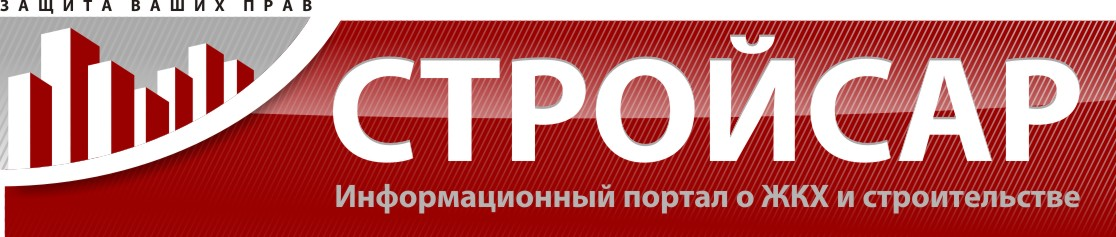 ЗАЩИТА ВАШИХ ПРАВ
СТРОЙСАР
Информационный портал о ЖКХ и строительстве